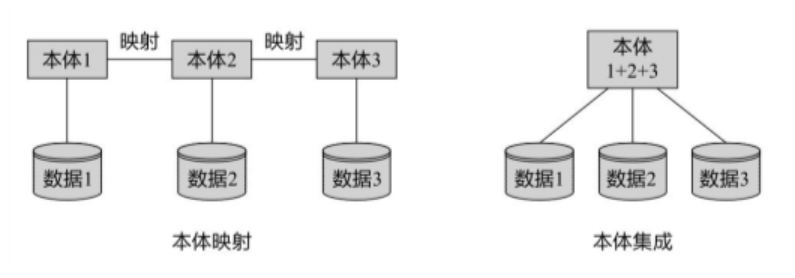 映射 映射
本体1 本体2 本体3
数据1 数据2 数据3
本体映射
本体
1+2+3
数据1 数据2 数据3
本体集成